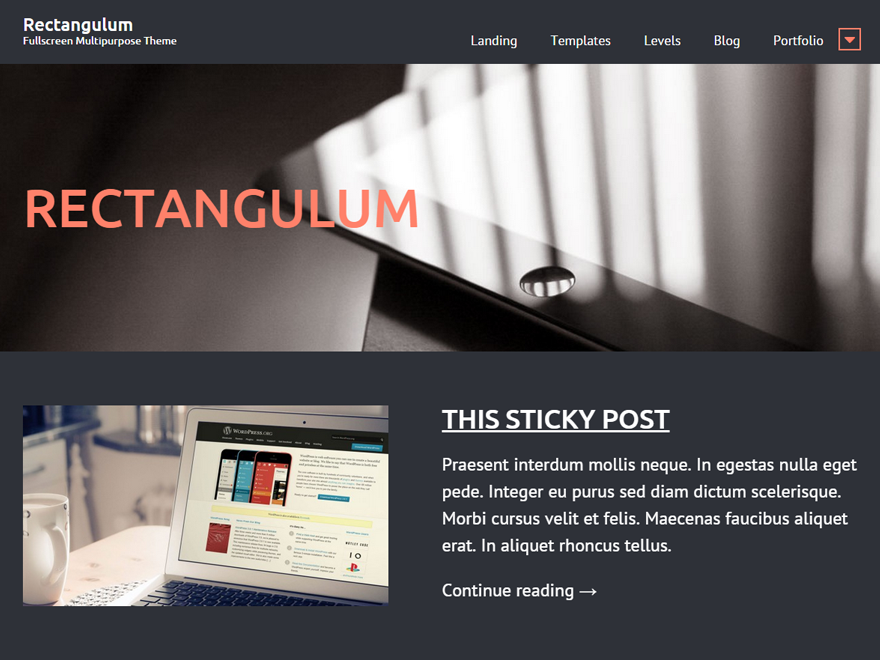 Rectangulum
Fullscreen Multipurpose Theme
Landing Templates Levels Blog Portfolio
RECTANGULUM
THIS STICKY POST
Praesent interdum mollis neque. In egestas nulla eget
pede. Integer eu purus sed diam dictum scelerisque.
Morbi cursus velit et felis. Maecenas faucibus aliquet
erat. In aliquet rhoncus tellus.
Continue reading →
WORDPRESS.ORG